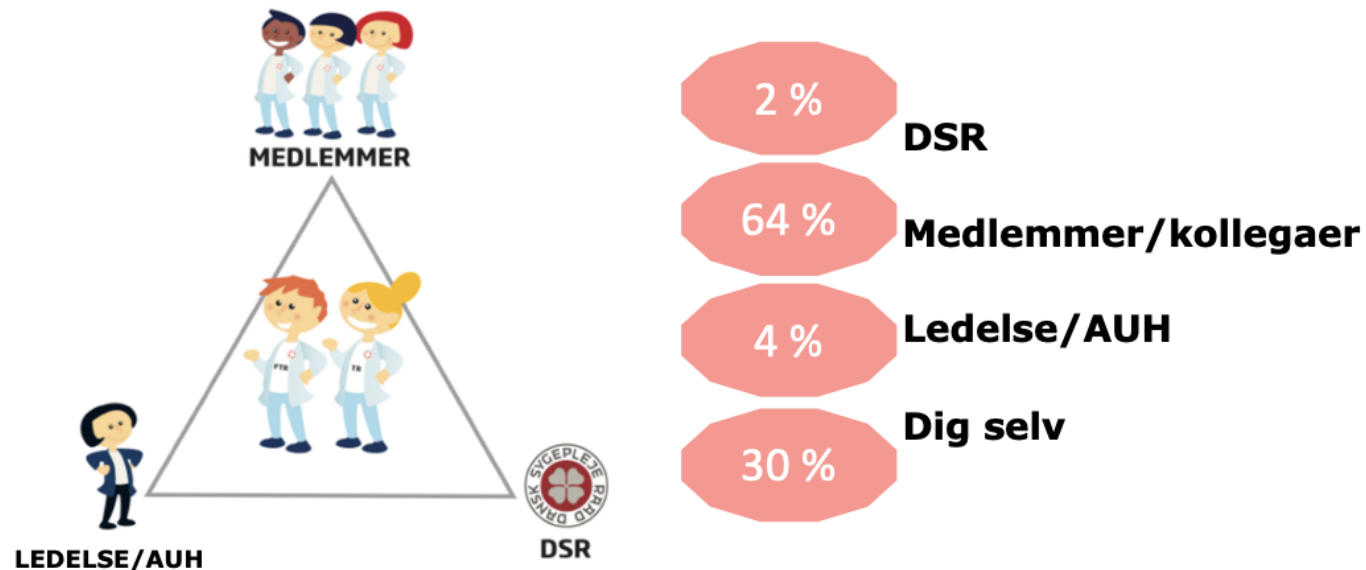 MEDLEMMER
FTR
TR
DANSK SYGEPLEJE RAAD
DSR
LEDELSE/AUH
2 %
DSR
64 %
Medlemmer/kollegaer
4 %
Ledelse/AUH
30 %
Dig selv